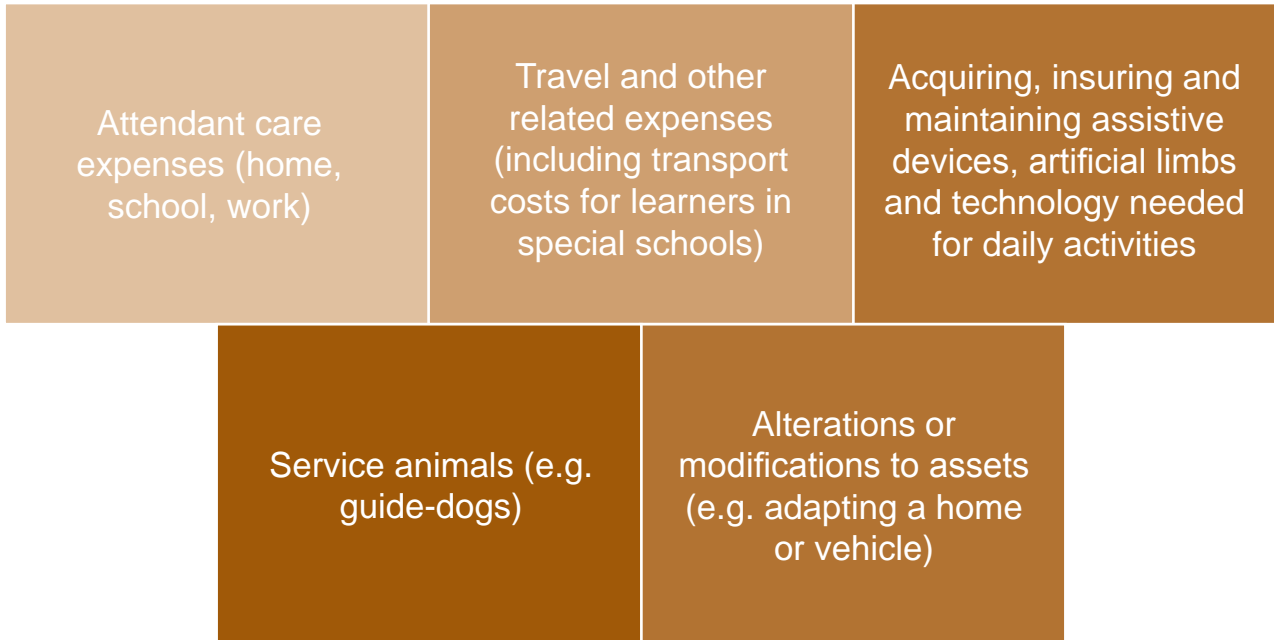 Attendant care
expenses (home,
school, work)
Travel and other
related expenses
(including transport
costs for learners in
special schools)
Acquiring, insuring and
maintaining assistive
devices, artificial limbs
and technology needed
for daily activities
Service animals (e.g.
guide-dogs)
Alterations or
modifications to assets
(e.g. adapting a home
or vehicle)